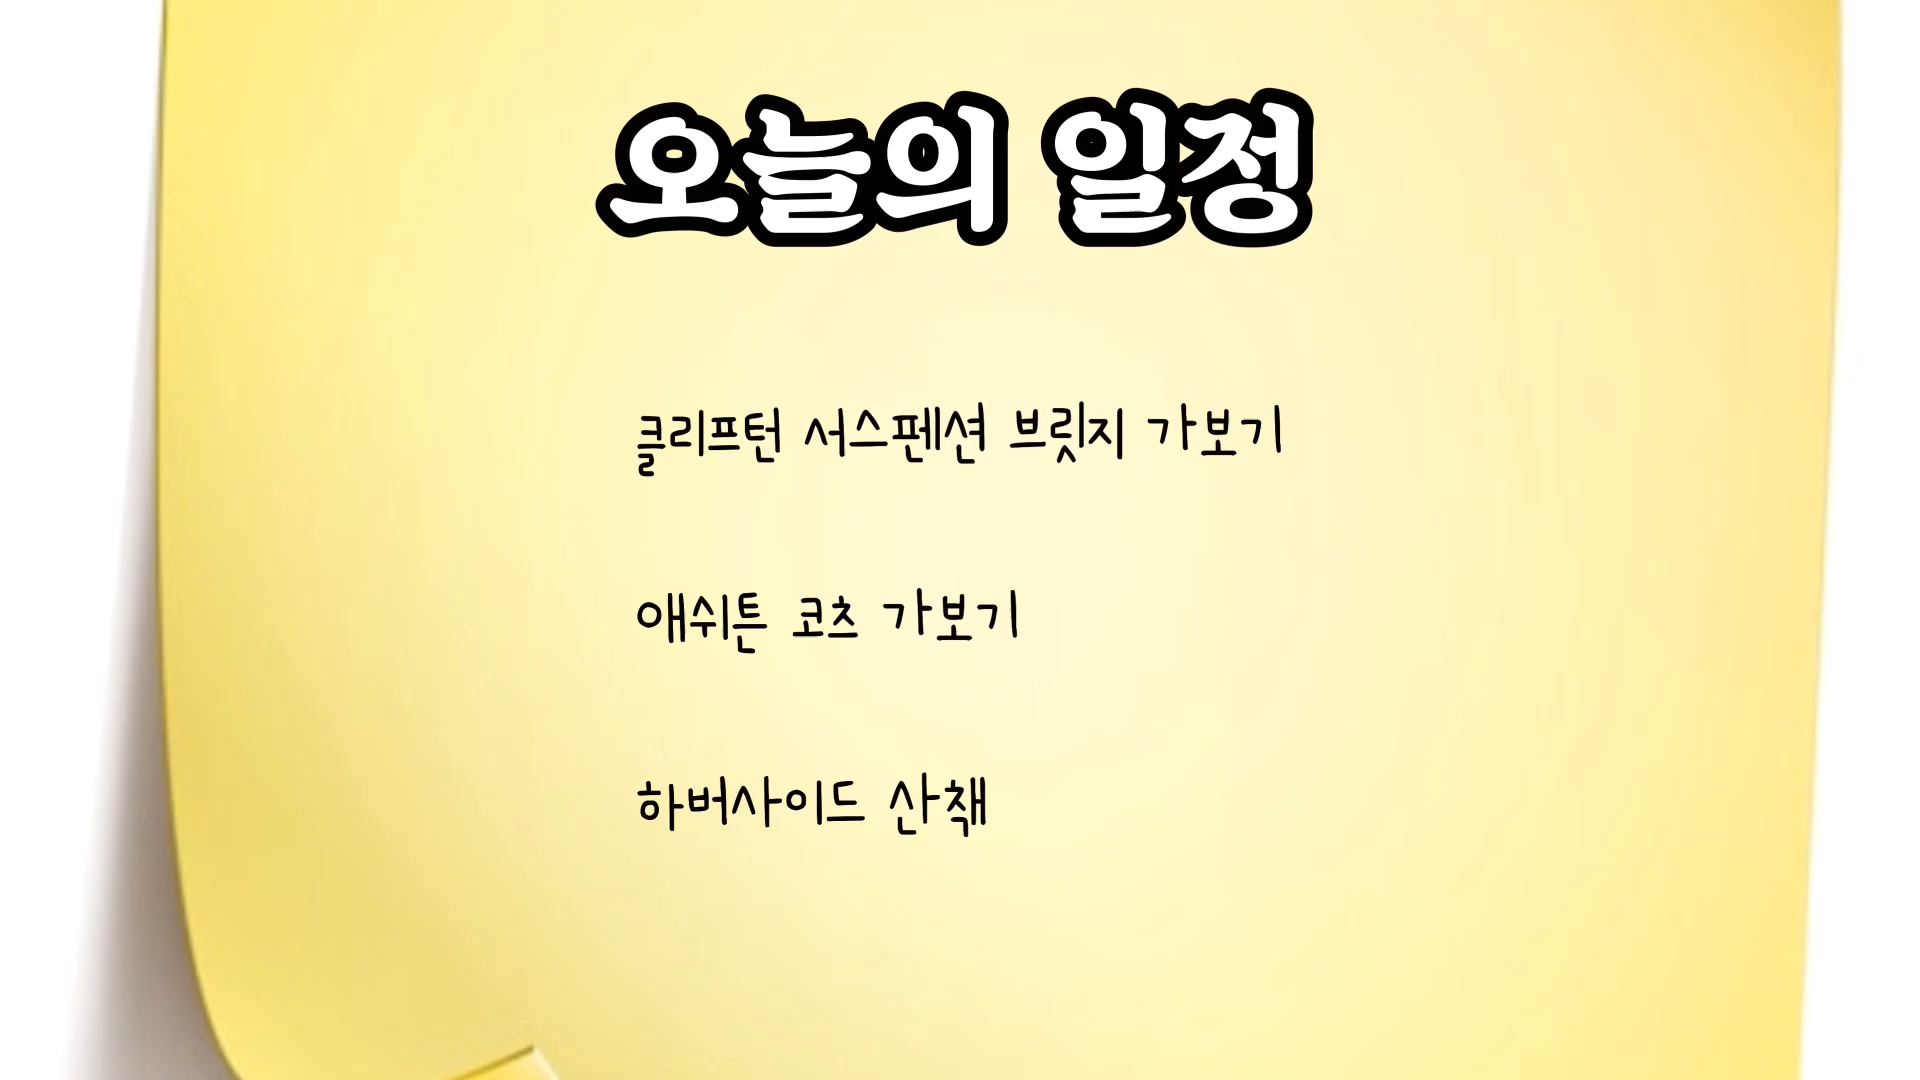 오늘의 일정
클리프턴 서스펜션 브릿지 가보기
애쉬튼 코츠 가보기
하버사이드 산책